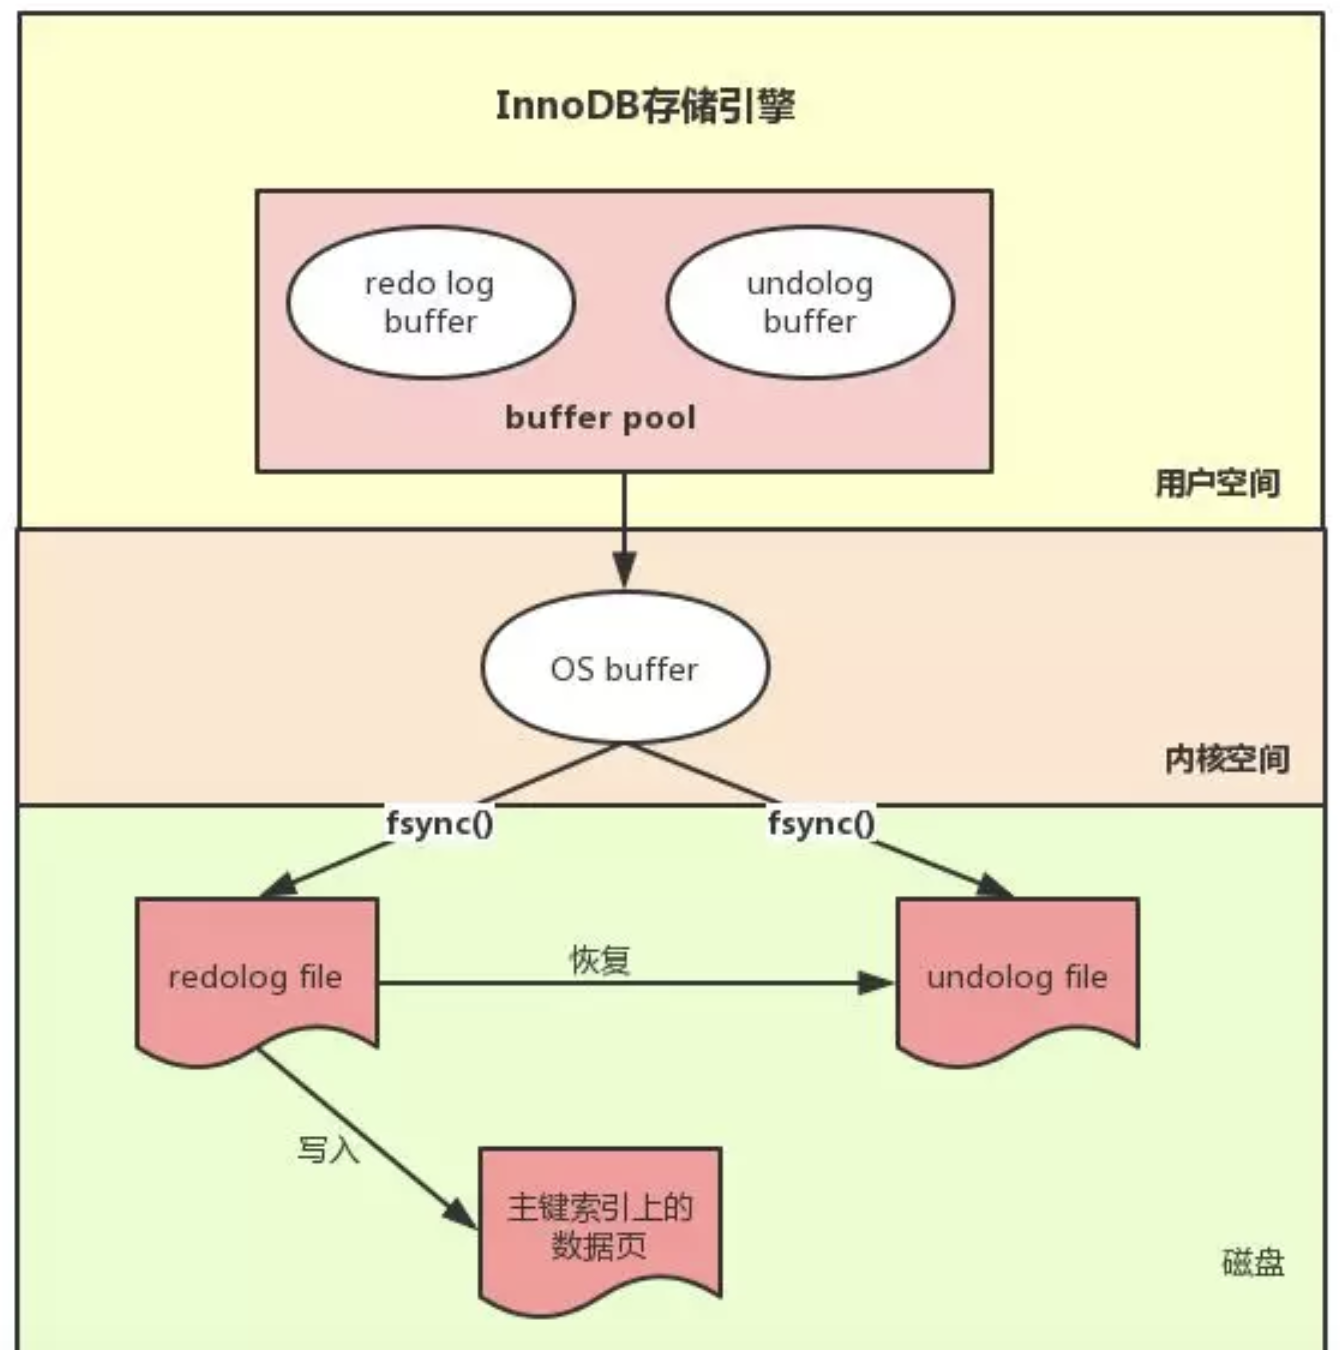 InnoDB存储引擎
redo log
buffer
undolog
buffer
buffer pool
用户空间
OS buffer
内核空间
fsync()
fsync()
redolog file
恢复
undolog file
写入
主键索引上的
数据页
磁盘